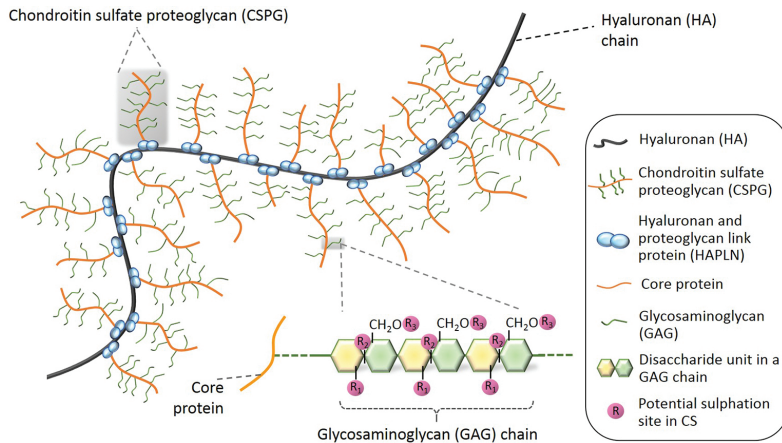 Chondroitin sulfate proteoglycan (CSPG)
Hyaluronan (HA)
chain
Hyaluronan (HA)
Chondroitin sulfate
proteoglycan (CSPG)
Hyaluronan and
proteoglycan link
protein (HAPLN)
Core protein
Glycosaminoglycan
(GAG)
Disaccharide unit in a
GAG chain
R
Potential sulphation
site in CS
CH₂O R₃ CH₂O R₃ CH₂O R₃
R₂ R₂ R₂
R₁ R₁ R₁
Core
protein
Glycosaminoglycan (GAG) chain